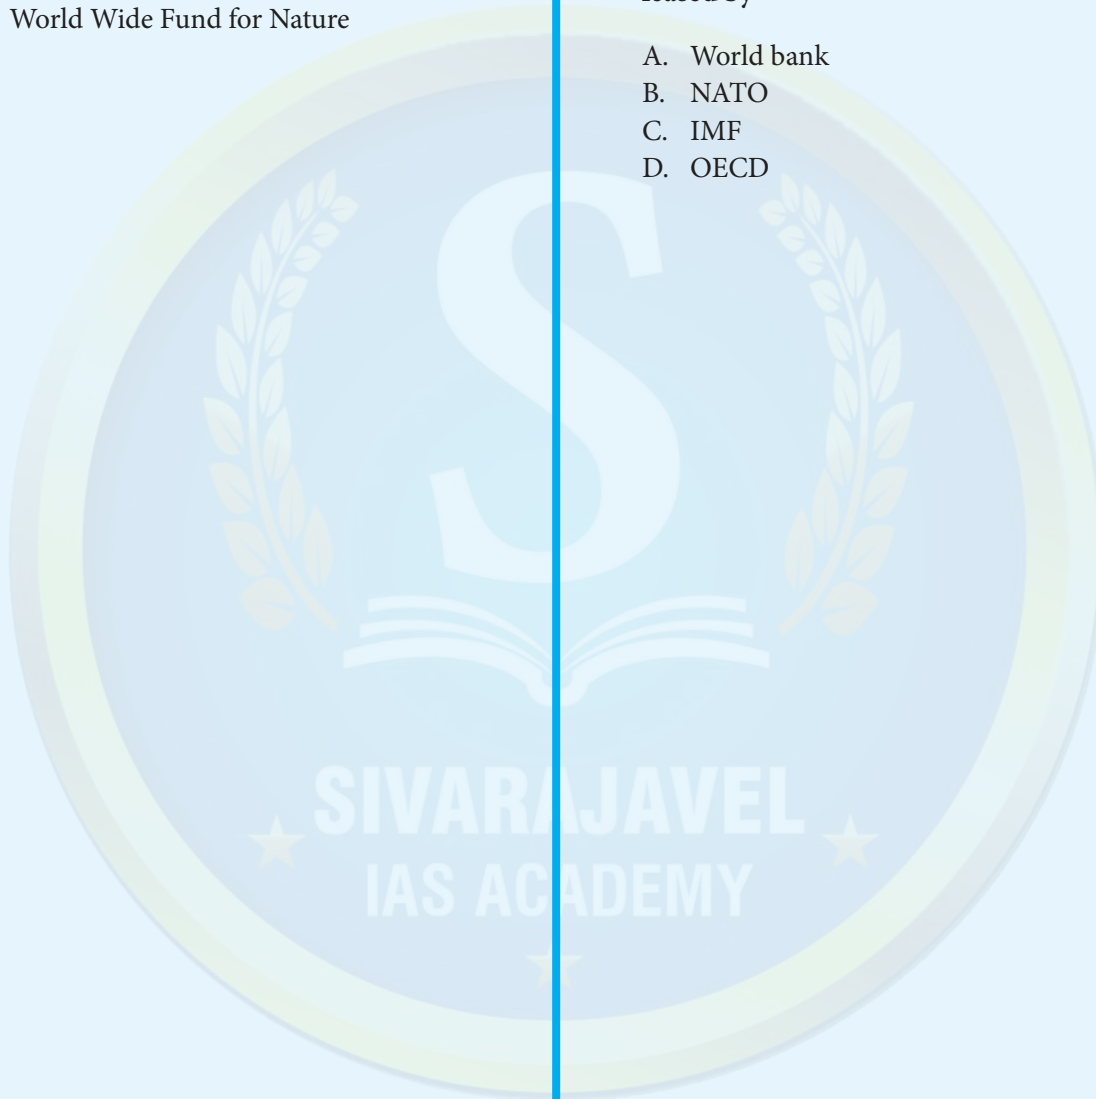 World Wide Fund for Nature
A. World bank
B. NATO
C. IMF
D. OECD
SIVARAJAVEL
IAS ACADEMY